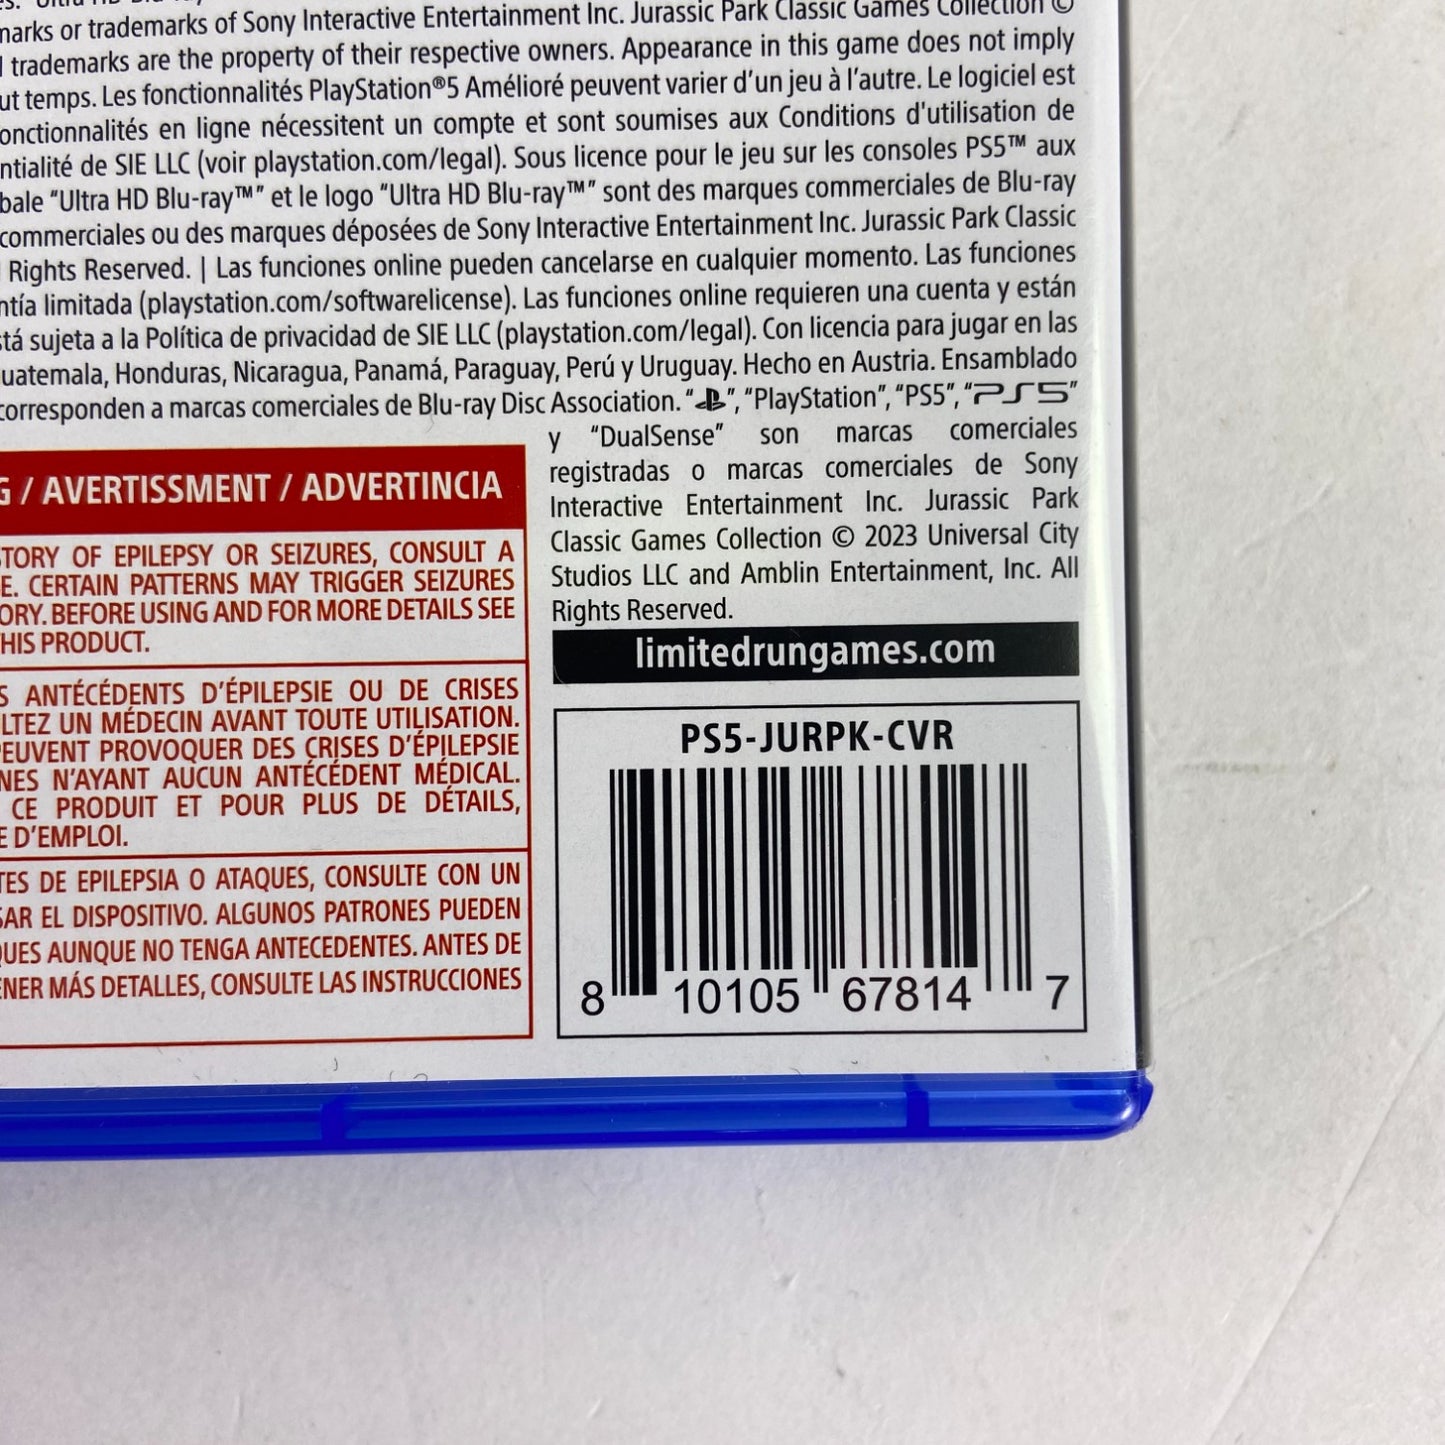 marks or trademarks of Sony Interactive Entertainment Inc. Jurassic Park Classic Games Collection ©
trademarks are the property of their respective owners. Appearance in this game does not imply
ut temps. Les fonctionnalités PlayStation®5 Amélioré peuvent varier d'un jeu à l'autre. Le logiciel est
onctionnalités en ligne nécessitent un compte et sont soumises aux Conditions d'utilisation de
ntialité de SIE LLC (voir playstation.com/legal). Sous licence pour le jeu sur les consoles PS5™ aux
bale “Ultra HD Blu-ray™” et le logo “Ultra HD Blu-ray™” sont des marques commerciales de Blu-ray
commerciales ou des marques déposées de Sony Interactive Entertainment Inc. Jurassic Park Classic
Rights Reserved. | Las funciones online pueden cancelarse en cualquier momento. Las funciones
ntía limitada (playstation.com/softwarelicense). Las funciones online requieren una cuenta y están
stá sujeta a la Política de privacidad de SIE LLC (playstation.com/legal). Con licencia para jugar en las
uatemala, Honduras, Nicaragua, Panamá, Paraguay, Perú y Uruguay. Hecho en Austria. Ensamblado
corresponden a marcas comerciales de Blu-ray Disc Association. “PS”, “PlayStation”, “PS5”, “PS5”
y “DualSense” son marcas comerciales
registradas o marcas comerciales de Sony
Interactive Entertainment Inc. Jurassic Park
Classic Games Collection © 2023 Universal City
Studios LLC and Amblin Entertainment, Inc. All
Rights Reserved.
G / AVERTISSMENT / ADVERTINCIA
STORY OF EPILEPSY OR SEIZURES, CONSULT A
E. CERTAIN PATTERNS MAY TRIGGER SEIZURES
ORY. BEFORE USING AND FOR MORE DETAILS SEE
THIS PRODUCT.
S ANTÉCÉDENTS D'ÉPILEPSIE OU DE CRISES
LTEZ UN MÉDECIN AVANT TOUTE UTILISATION.
PEUVENT PROVOQUER DES CRISES D'ÉPILEPSIE
NES N'AYANT AUCUN ANTÉCÉDENT MÉDICAL.
CE PRODUIT ET POUR PLUS DE DÉTAILS,
E D'EMPLOI.
TES DE EPILEPSIA O ATAQUES, CONSULTE CON UN
SAR EL DISPOSITIVO. ALGUNOS PATRONES PUEDEN
QUES AUNQUE NO TENGA ANTECEDENTES. ANTES DE
ENER MÁS DETALLES, CONSULTE LAS INSTRUCCIONES
limitedrungames.com
PS5-JURPK-CVR
8 10105 67814 7